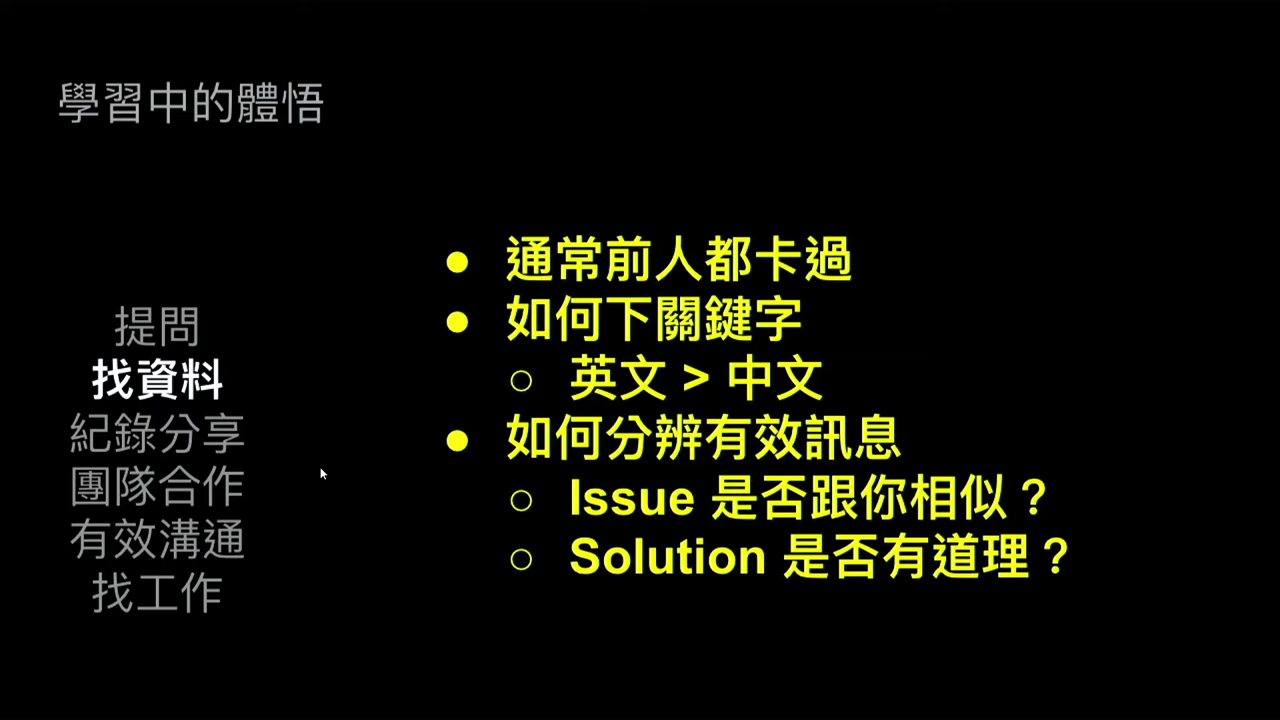 學習中的體悟
提問
找資料
紀錄分享
團隊合作
有效溝通
找工作
● 通常前人都卡過
● 如何下關鍵字
○ 英文 > 中文
● 如何分辨有效訊息
○ Issue 是否跟你相似？
○ Solution 是否有道理？